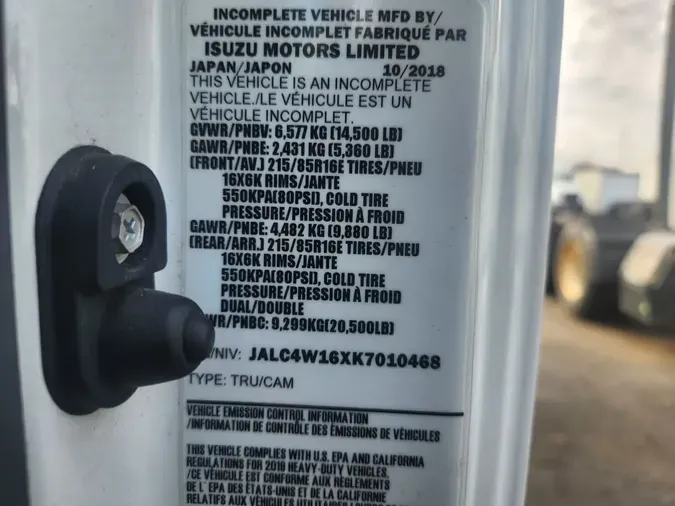 INCOMPLETE VEHICLE MFD BY/
VÉHICULE INCOMPLET FABRIQUÉ PAR
ISUZU MOTORS LIMITED
JAPAN/JAPON 10/2018
THIS VEHICLE IS AN INCOMPLETE
VEHICLE./LE VÉHICULE EST UN
VÉHICULE INCOMPLET.
GVWR/PNBV: 6,577 KG (14,500 LB)
GAWR/PNBE: 2,431 KG (5,360 LB)
(FRONT/AV.) 215/85R16E TIRES/PNEU
16X6K RIMS/JANTE
550KPA(80PSI), COLD TIRE
PRESSURE/PRESSION À FROID
GAWR/PNBE: 4,482 KG (9,880 LB)
(REAR/ARR.) 215/85R16E TIRES/PNEU
16X6K RIMS/JANTE
550KPA(80PSI), COLD TIRE
PRESSURE/PRESSION À FROID
DUAL/DOUBLE
WR/PNBC: 9,299KG(20,500LB)
/NIV: JALC4W16XK7010468
TYPE: TRU/CAM
VEHICLE EMISSION CONTROL INFORMATION
/INFORMATION DE CONTRÔLE DES ÉMISSIONS DE VÉHICULES
THIS VEHICLE COMPLIES WITH U.S. EPA AND CALIFORNIA
REGULATIONS FOR 2019 HEAVY-DUTY VEHICLES.
/CE VÉHICULE EST CONFORME AUX RÈGLEMENTS
DE L'EPA DES ÉTATS-UNIS ET DE LA CALIFORNIE
RELATIFS AUX VÉHICULES UTILITAIRES LOURDS DE